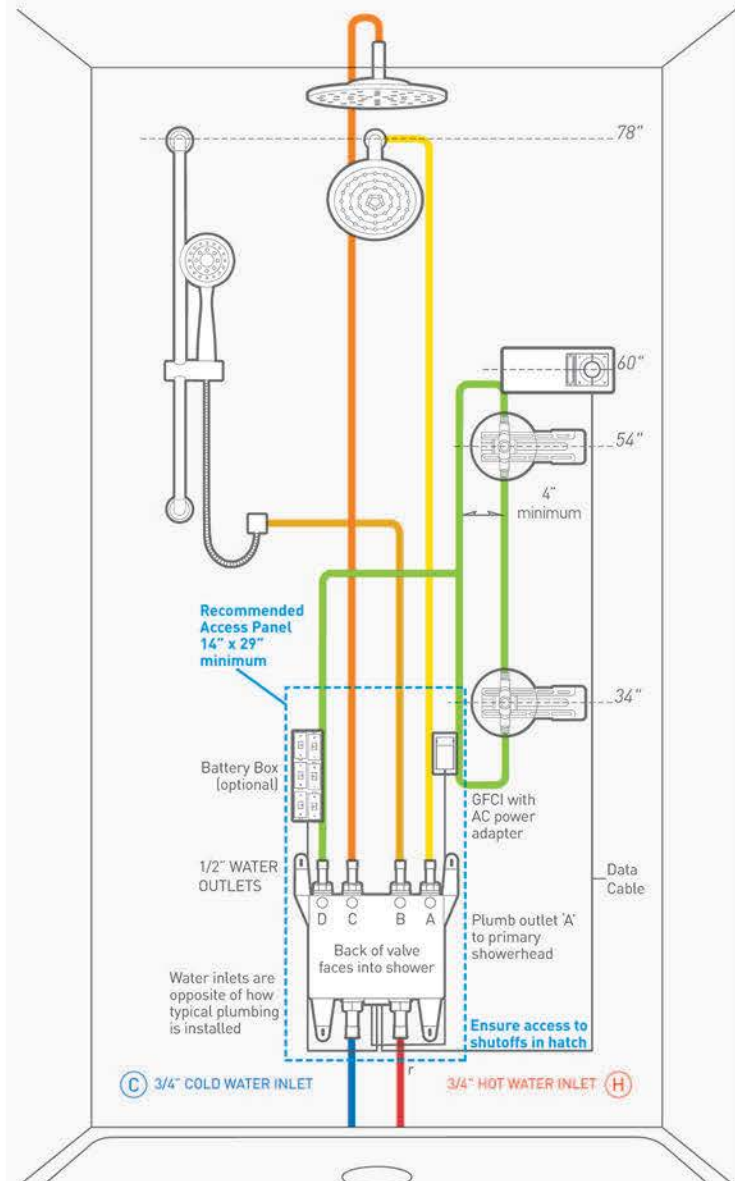 78"
60"
54"
4"
minimum
Recommended
Access Panel
14" x 29"
minimum
34"
Battery Box
(optional)
GFCI with
AC power
adapter
1/2" WATER
OUTLETS
Data
Cable
D C B A
Plumb outlet 'A'
to primary
showerhead
Back of valve
faces into shower
Water inlets are
opposite of how
typical plumbing
is installed
Ensure access to
shutoffs in hatch
r
C 3/4" COLD WATER INLET
3/4" HOT WATER INLET H